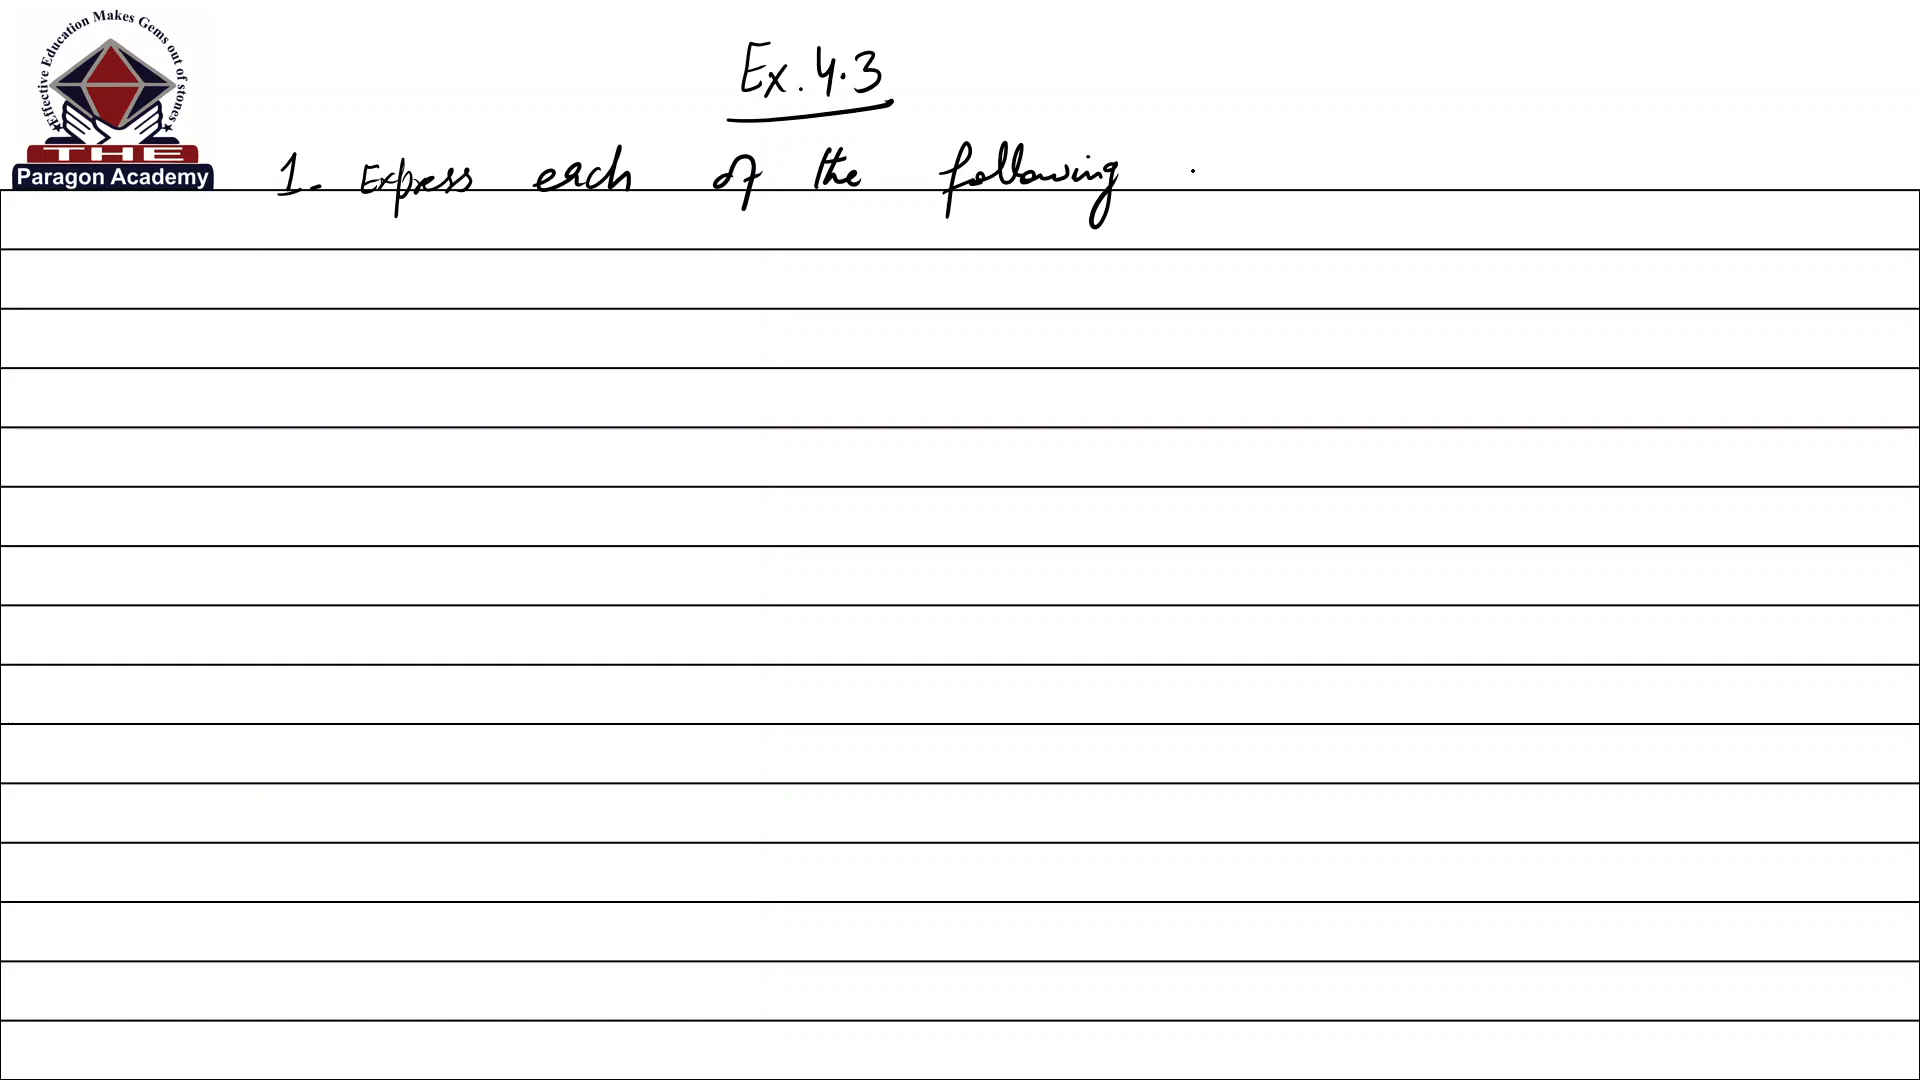 Effective Education Makes Gems out of stones
THE
Paragon Academy
Ex. 4.3
1. Express each of the following